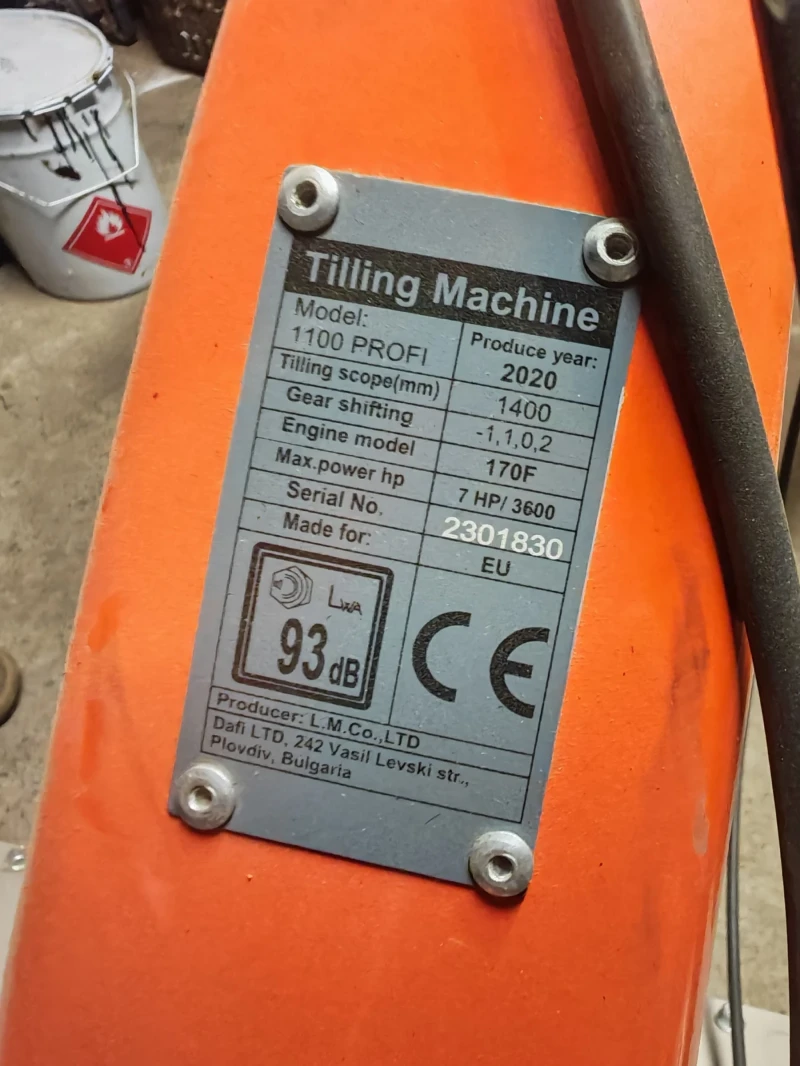 Tilling Machine
Model:
1100 PROFI
Produce year:
2020
Tilling scope(mm) 1400
Gear shifting -1,1,0,2
Engine model 170F
Max.power hp 7 HP/ 3600
Serial No. 2301830
Made for: EU
LWA
93 dB
CE
Producer: L.M.Co.,LTD
Dafi LTD, 242 Vasil Levski str.,
Plovdiv, Bulgaria